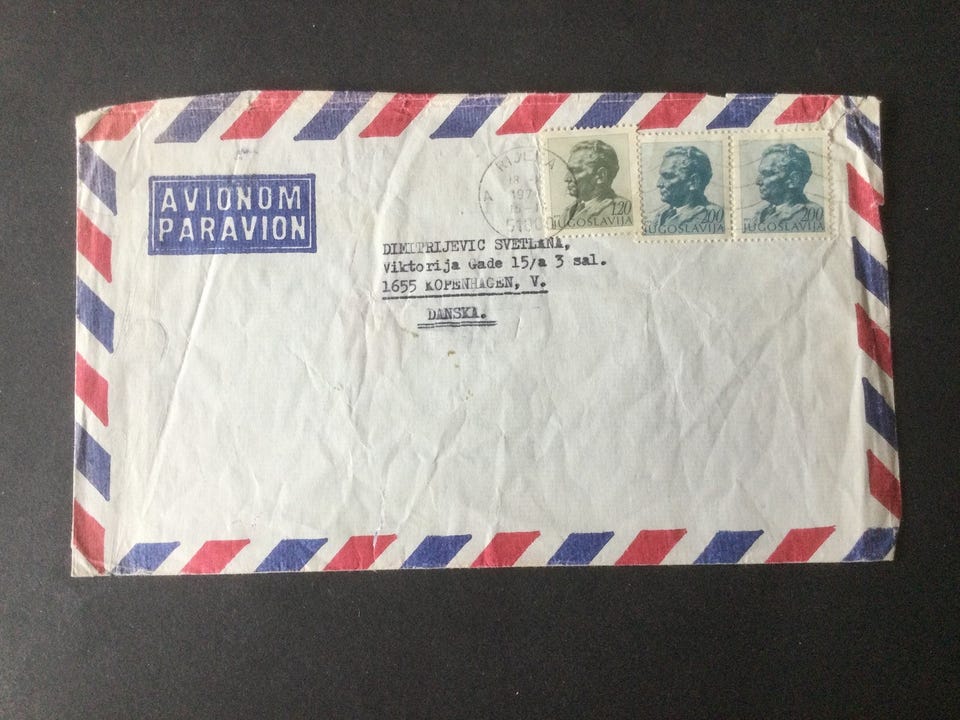 AVIONOM
PARAVION
1.20
JUGOSLAVIJA
2.00
JUGOSLAVIJA
2.00
JUGOSLAVIJA
DIMITRIJEVIC SVETLANA,
Viktorija Gade 15/a 3 sal.
1655 KOPENHAGEN, V.
DANSKA.